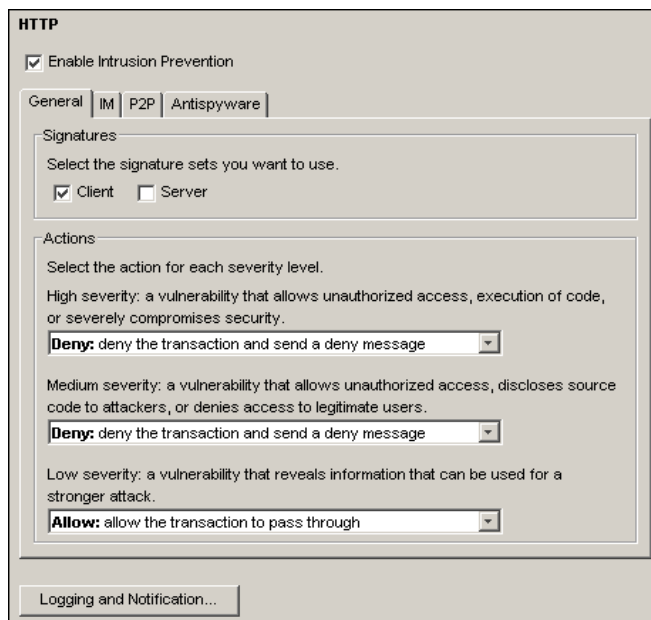 HTTP
Enable Intrusion Prevention
General IM P2P Antispyware
Signatures
Select the signature sets you want to use.
Client Server
Actions
Select the action for each severity level.
High severity: a vulnerability that allows unauthorized access, execution of code,
or severely compromises security.
Deny: deny the transaction and send a deny message
Medium severity: a vulnerability that allows unauthorized access, discloses source
code to attackers, or denies access to legitimate users.
Deny: deny the transaction and send a deny message
Low severity: a vulnerability that reveals information that can be used for a
stronger attack.
Allow: allow the transaction to pass through
Logging and Notification...